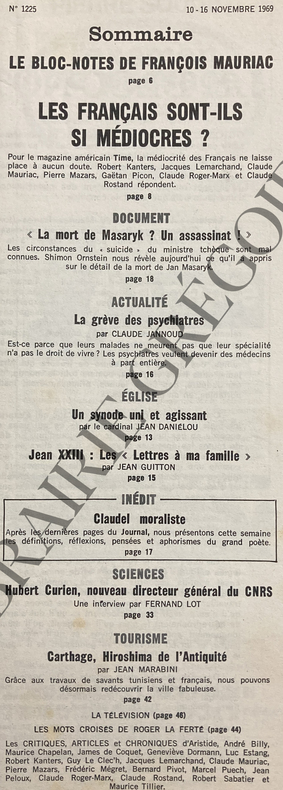 N° 1225 10 - 16 NOVEMBRE 1969
Sommaire
LE BLOC-NOTES DE FRANÇOIS MAURIAC
page 6
LES FRANÇAIS SONT-ILS
SI MÉDIOCRES ?
Pour le magazine américain Time, la médiocrité des Français ne laisse
place à aucun doute. Robert Kanters, Jacques Lemarchand, Claude
Mauriac, Pierre Mazars, Gaëtan Picon, Claude Roger-Marx et Claude
Rostand répondent.
page 8
DOCUMENT
« La mort de Masaryk ? Un assassinat ! »
Les circonstances du « suicide » du ministre tchèque sont mal
connues. Shimon Ornstein nous révèle aujourd'hui ce qu'il a appris
sur le détail de la mort de Jan Masaryk.
page 18
ACTUALITÉ
La grève des psychiatres
par CLAUDE JANNOUD
Est-ce parce que leurs malades ne meurent pas que leur spécialité
n'a pas le droit de vivre ? Les psychiatres veulent devenir des médecins
à part entière.
page 16
ÉGLISE
Un synode uni et agissant
par le cardinal JEAN DANIÉLOU
page 13
Jean XXIII : Les « Lettres à ma famille »
par JEAN GUITTON
page 15
INÉDIT
Claudel moraliste
Après les dernières pages du Journal, nous présentons cette semaine
les définitions, réflexions, pensées et aphorismes du grand poète.
page 17
SCIENCES
Hubert Curien, nouveau directeur général du CNRS
Une interview par FERNAND LOT
page 33
TOURISME
Carthage, Hiroshima de l'Antiquité
par JEAN MARABINI
Grâce aux travaux de savants tunisiens et français, nous pouvons
désormais redécouvrir la ville fabuleuse.
page 42
LA TÉLÉVISION (page 46)
LES MOTS CROISÉS DE ROGER LA FERTÉ (page 44)
Les CRITIQUES, ARTICLES et CHRONIQUES d'Aristide, André Billy,
Maurice Chapelan, James de Coquet, Geneviève Dormann, Luc Estang,
Robert Kanters, Guy Le Clec'h, Jacques Lemarchand, Claude Mauriac,
Pierre Mazars, Frédéric Mégret, Bernard Pivot, Marcel Puech, Jean
Peloux, Claude Roger-Marx, Claude Rostand, Robert Sabatier et
Maurice Tillier.
LIBRAIRIE GRÉGOIRE